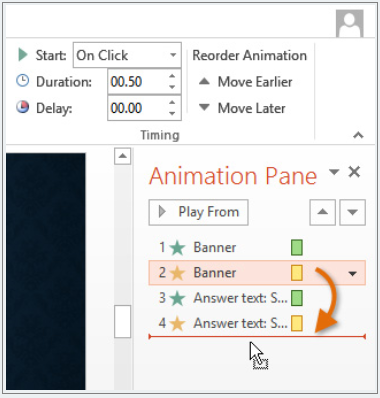 Start: On Click Reorder Animation
Duration: 00.50 Move Earlier
Delay: 00.00 Move Later
Timing
Animation Pane
Play From
1 Banner
2 Banner
3 Answer text: S...
4 Answer text: S...